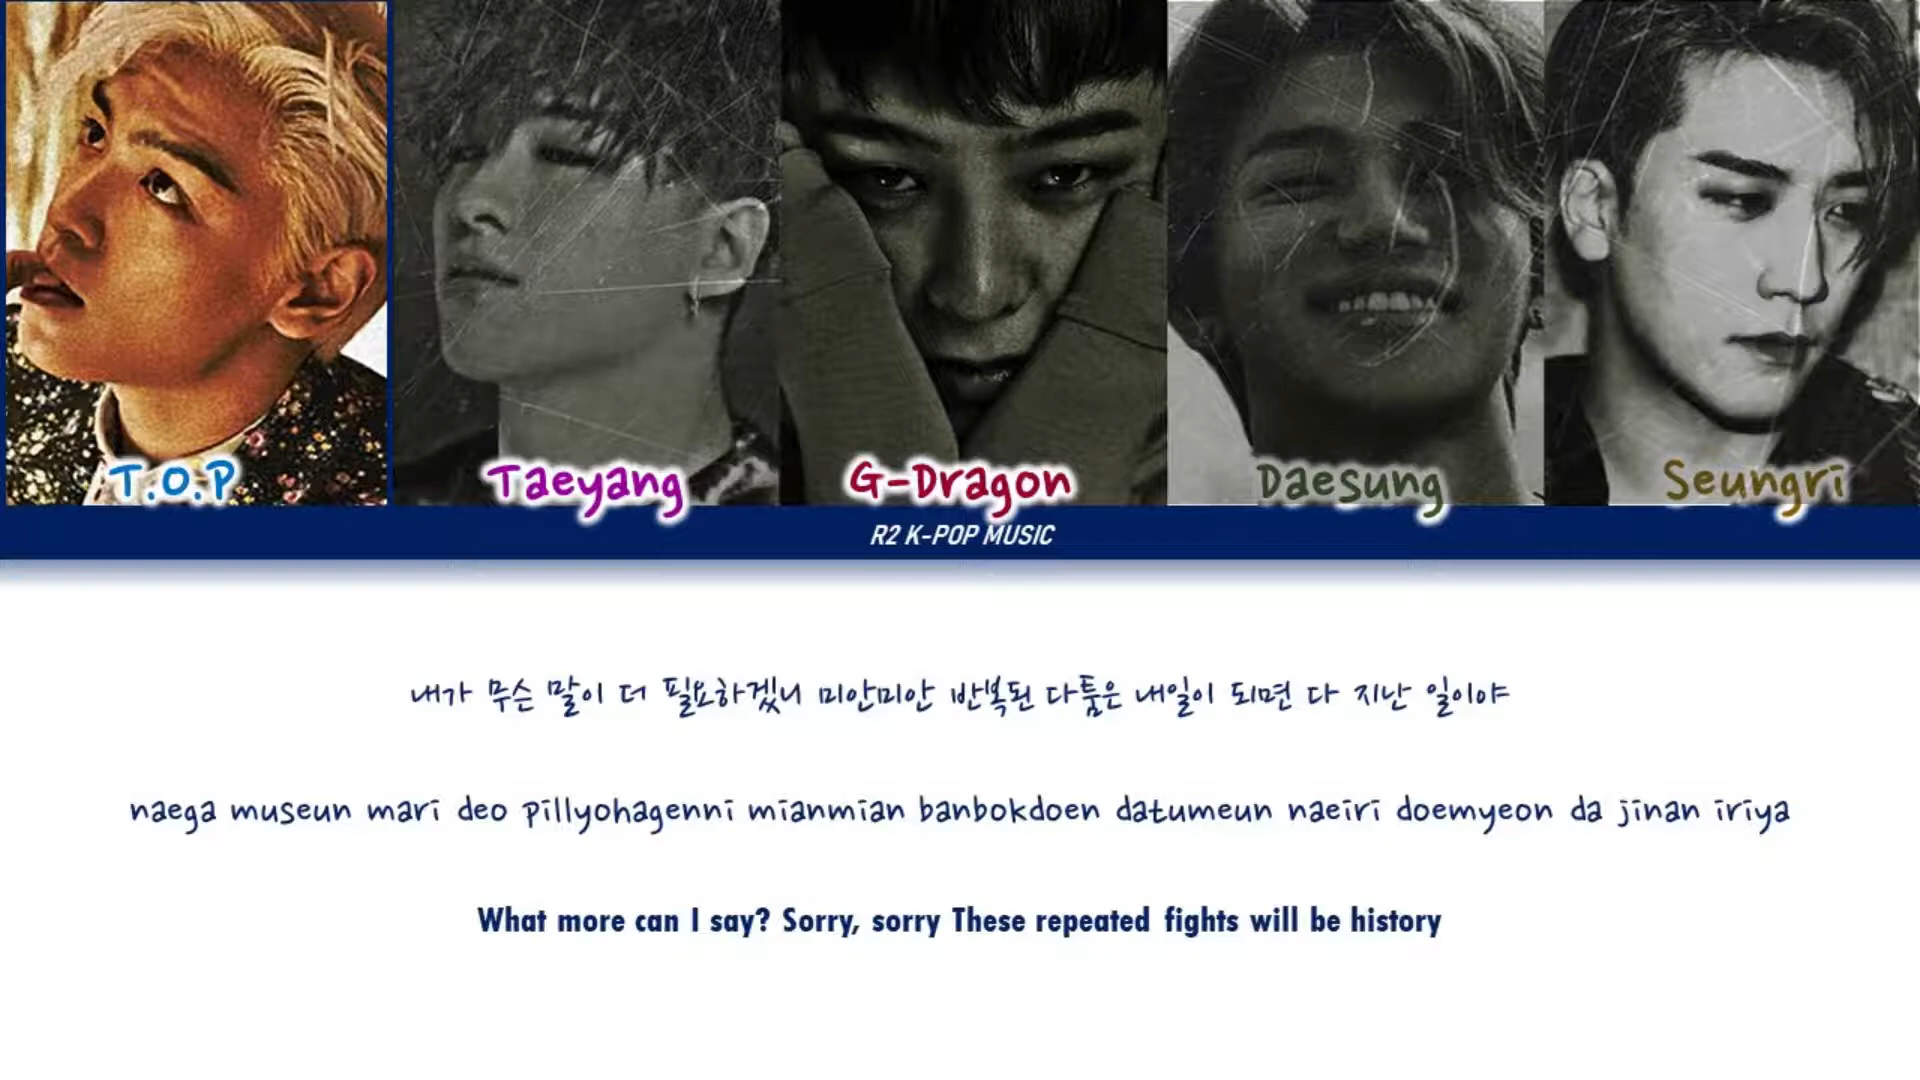 T.O.P
Taeyang
G-Dragon
Daesung
Seungri
R2 K-POP MUSIC
내가 무슨 말이 더 필요하겠니 미안미안 반복된 다툼은 내일이 되면 다 지난 일이야
naega museun mari deo pillyohagenni mianmian banbokdoen datumeun naeiri doemyeon da jinan iriya
What more can I say? Sorry, sorry These repeated fights will be history